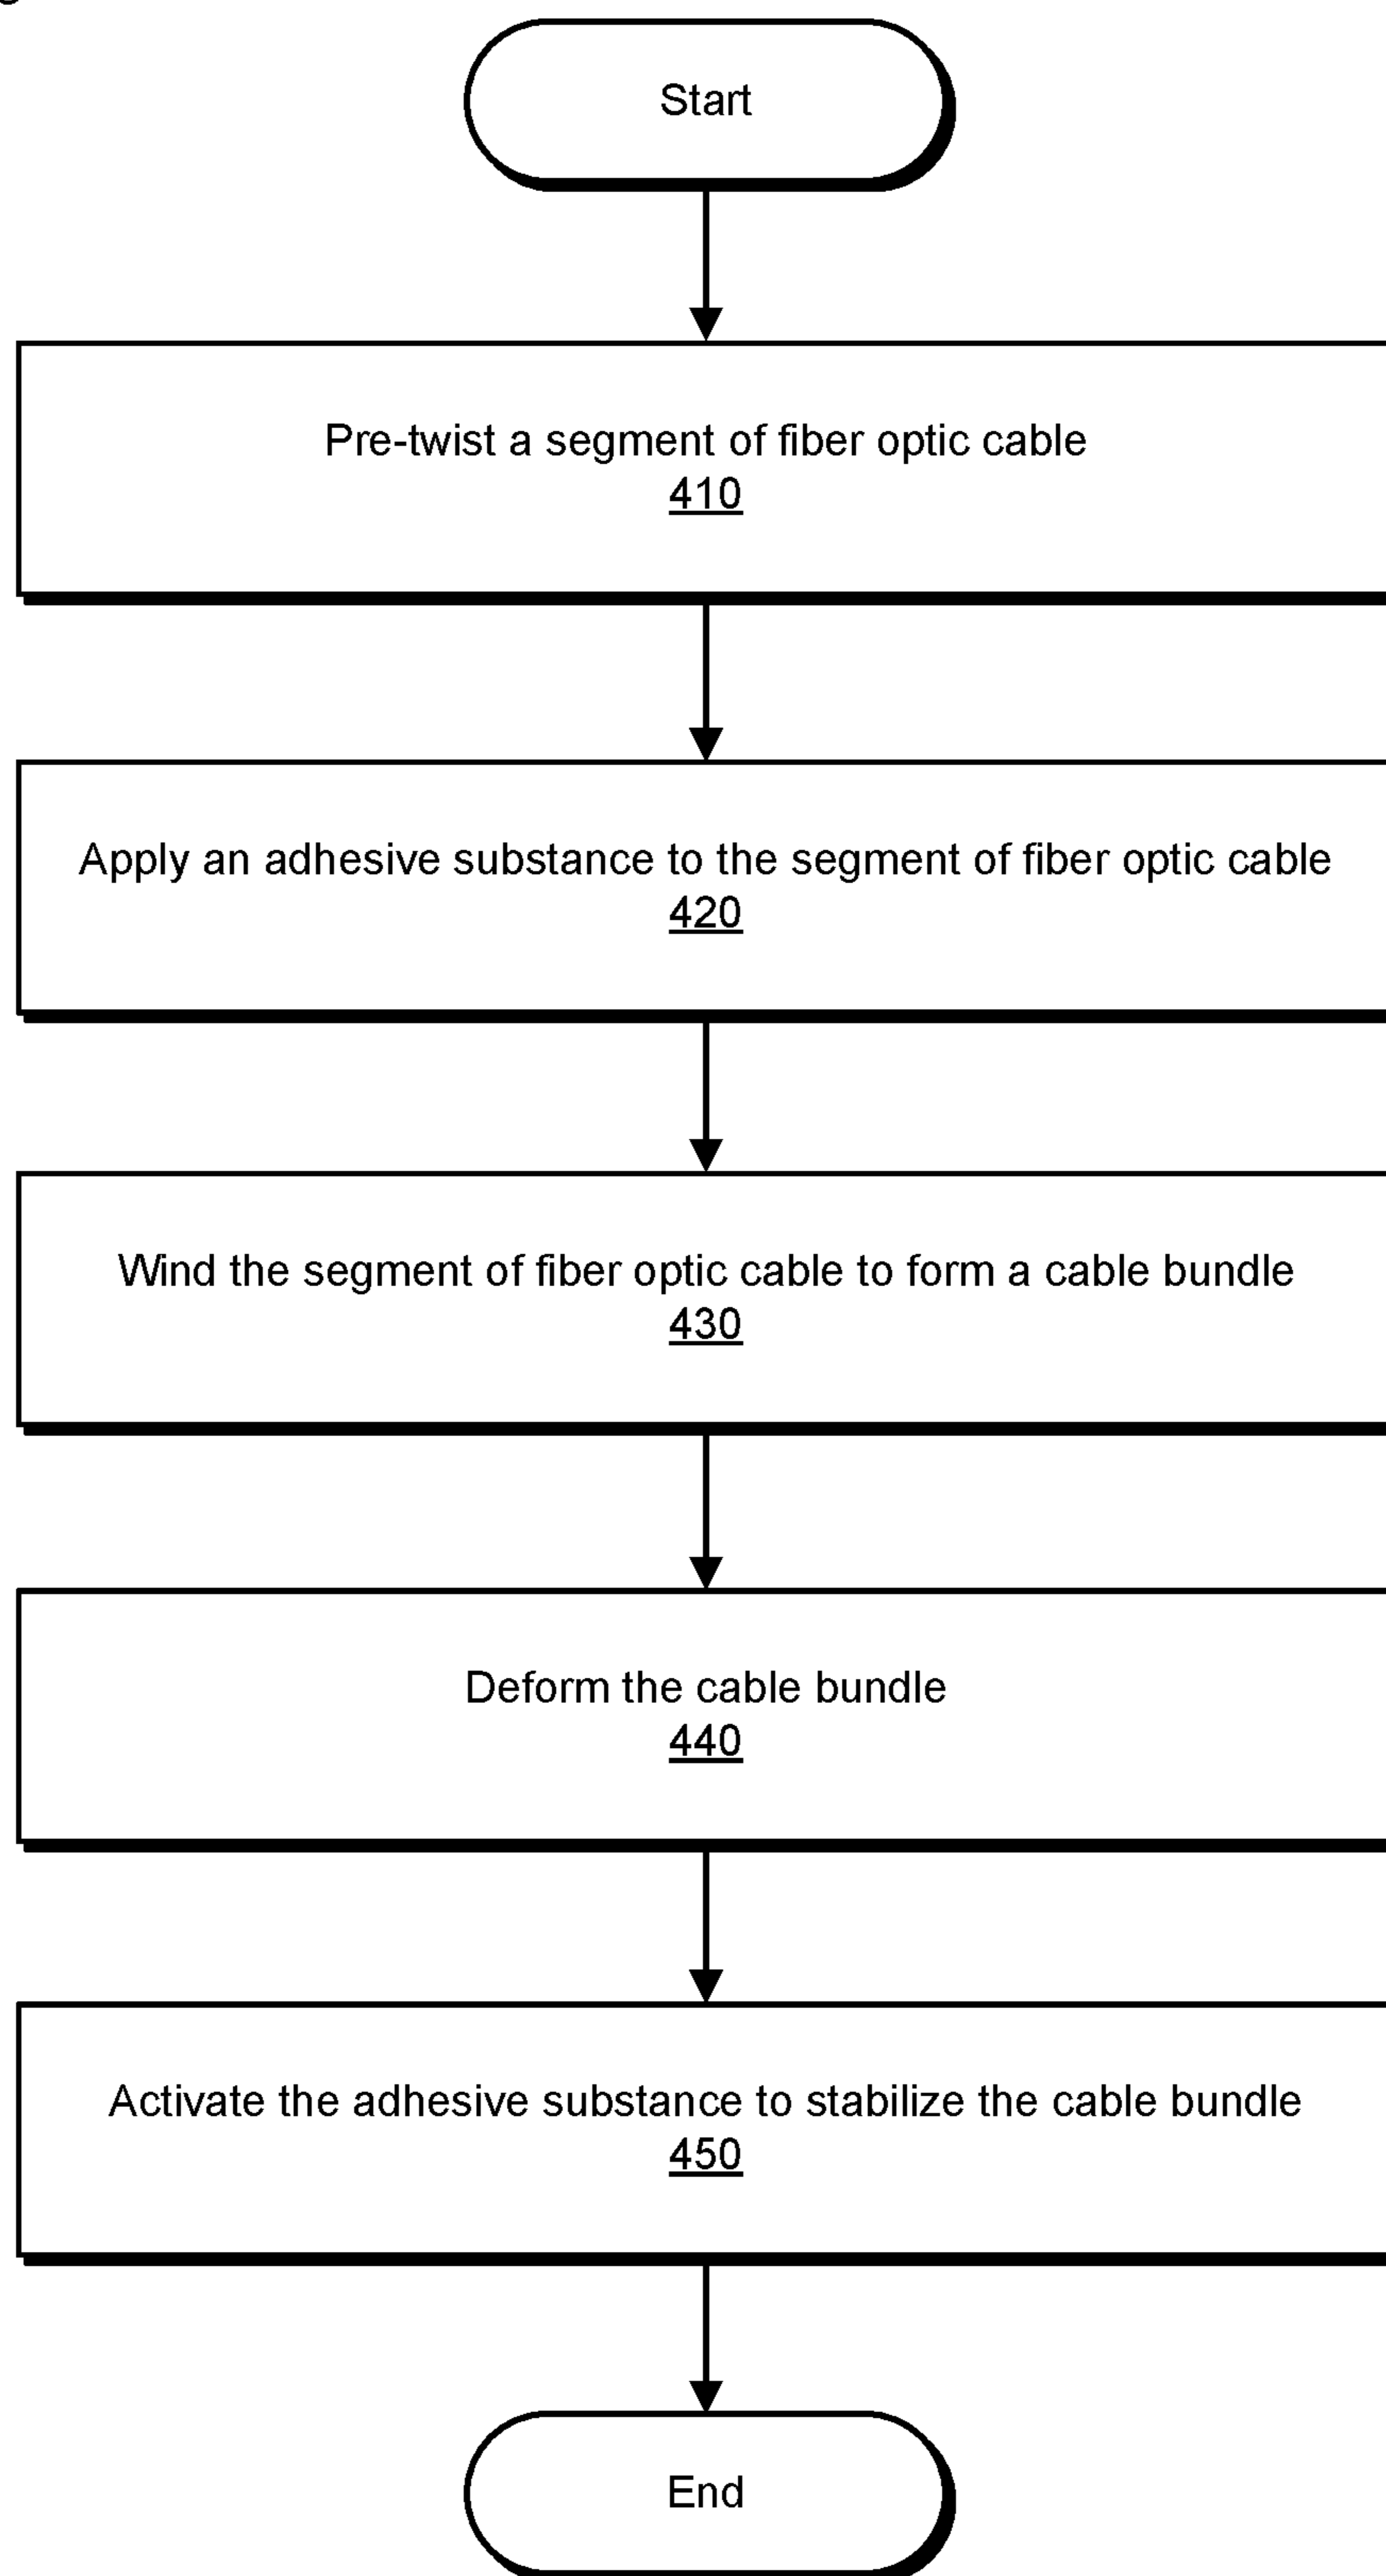 Start
Pre-twist a segment of fiber optic cable
410
Apply an adhesive substance to the segment of fiber optic cable
420
Wind the segment of fiber optic cable to form a cable bundle
430
Deform the cable bundle
440
Activate the adhesive substance to stabilize the cable bundle
450
End